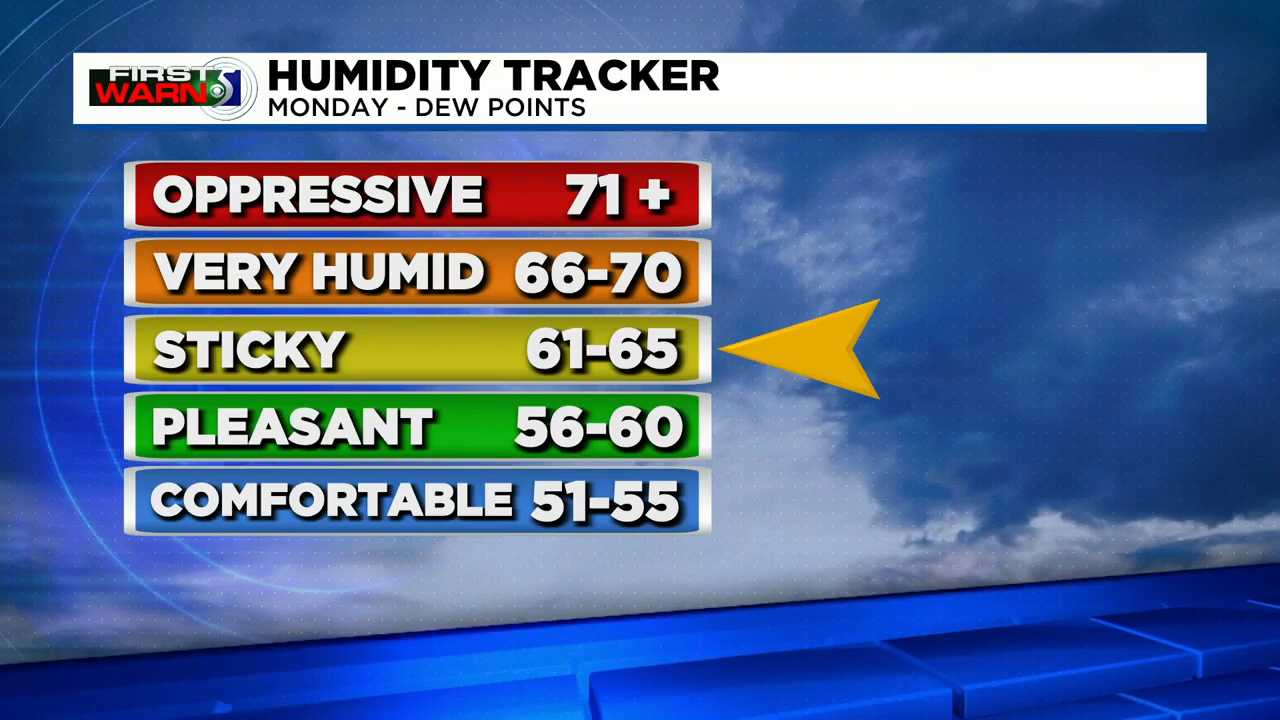 FIRST
WARN 5
HUMIDITY TRACKER
MONDAY - DEW POINTS
OPPRESSIVE 71 +
VERY HUMID 66-70
STICKY 61-65
PLEASANT 56-60
COMFORTABLE 51-55